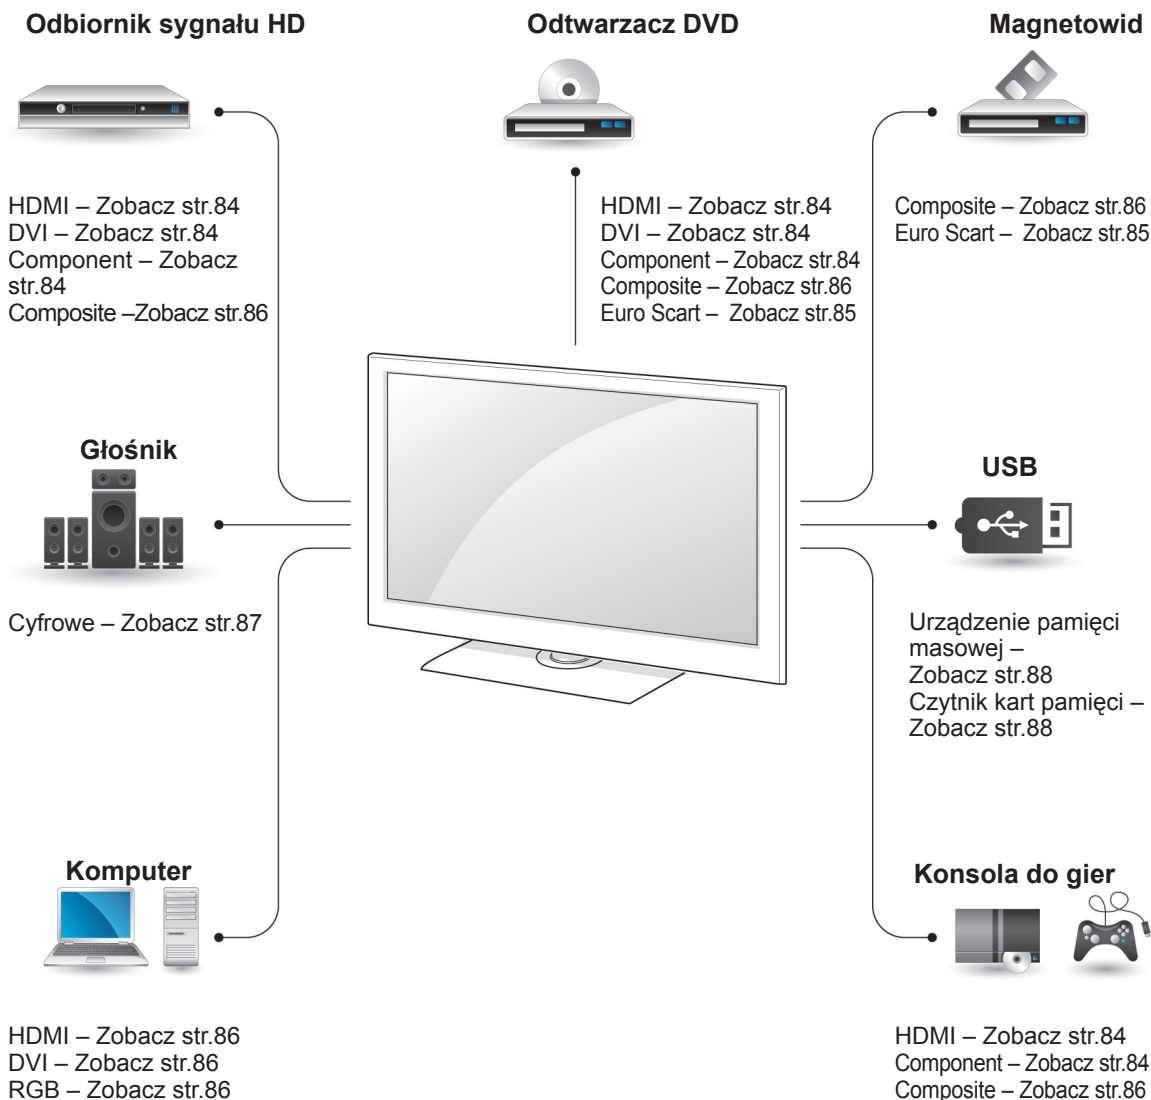 Odbiornik sygnału HD
HDMI – Zobacz str.84
DVI – Zobacz str.84
Component – Zobacz
str.84
Composite –Zobacz str.86
Odtwarzacz DVD
HDMI – Zobacz str.84
DVI – Zobacz str.84
Component – Zobacz str.84
Composite – Zobacz str.86
Euro Scart – Zobacz str.85
Magnetowid
Composite – Zobacz str.86
Euro Scart – Zobacz str.85
Głośnik
Cyfrowe – Zobacz str.87
USB
Urządzenie pamięci
masowej –
Zobacz str.88
Czytnik kart pamięci –
Zobacz str.88
Komputer
HDMI – Zobacz str.86
DVI – Zobacz str.86
RGB – Zobacz str.86
Konsola do gier
HDMI – Zobacz str.84
Component – Zobacz str.84
Composite – Zobacz str.86